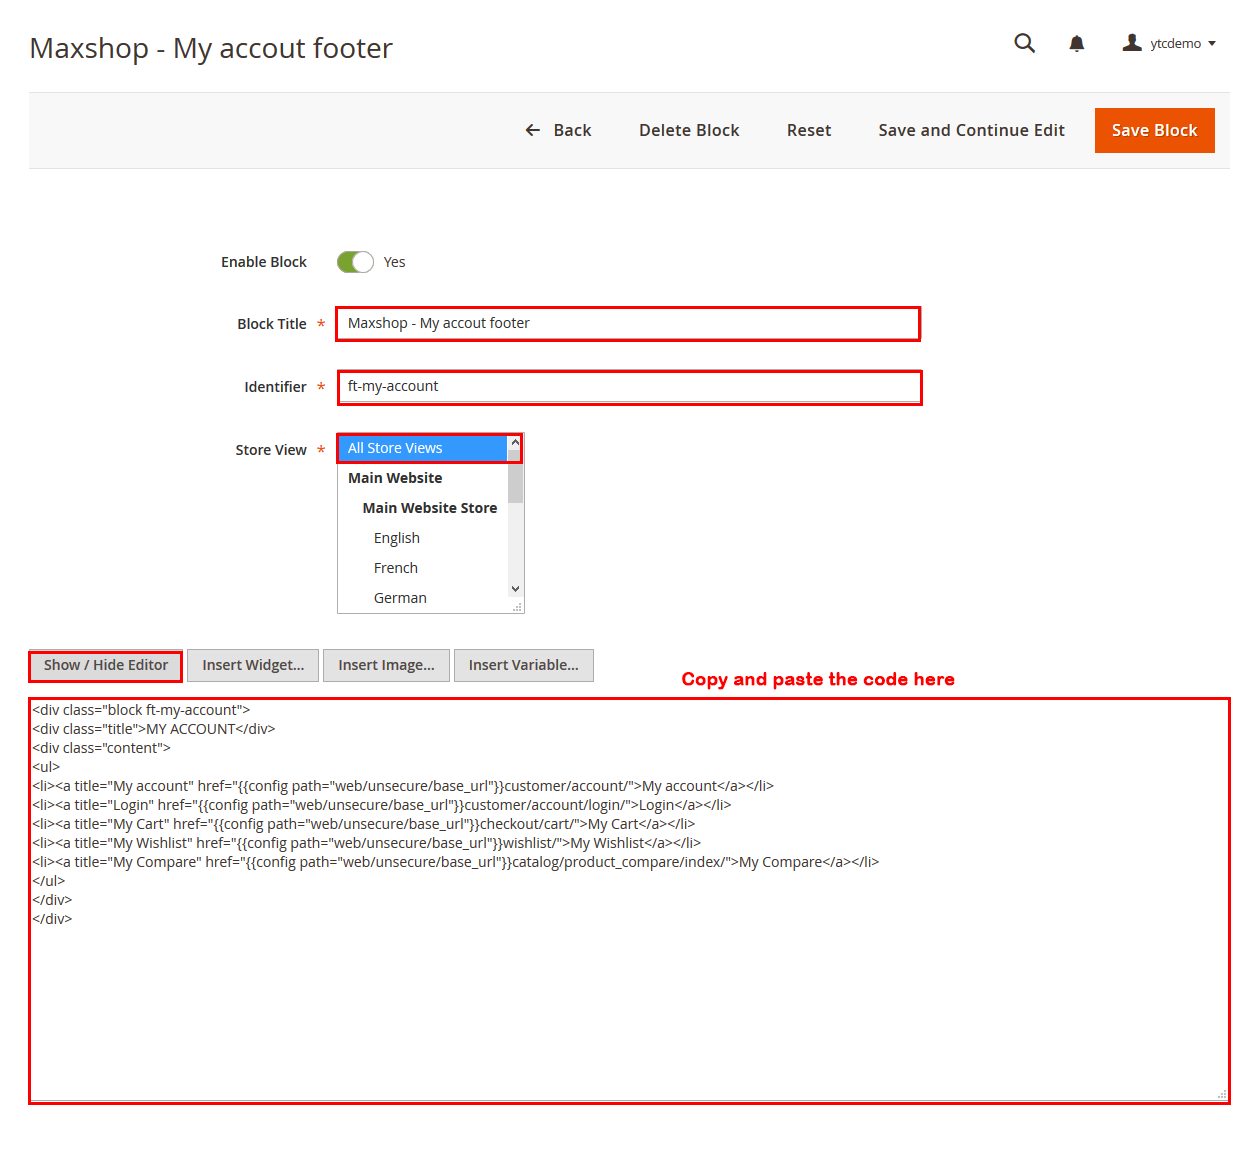 Maxshop - My accout footer
ytcdemo
Back
Delete Block
Reset
Save and Continue Edit
Save Block
Enable Block
Yes
Block Title *
Maxshop - My accout footer
Identifier *
ft-my-account
Store View *
All Store Views
Main Website
Main Website Store
English
French
German
Show / Hide Editor
Insert Widget...
Insert Image...
Insert Variable...
Copy and paste the code here
<div class="block ft-my-account">
<div class="title">MY ACCOUNT</div>
<div class="content">
<ul>
<li><a title="My account" href="{{config path="web/unsecure/base_url"}}customer/account/">My account</a></li>
<li><a title="Login" href="{{config path="web/unsecure/base_url"}}customer/account/login/">Login</a></li>
<li><a title="My Cart" href="{{config path="web/unsecure/base_url"}}checkout/cart/">My Cart</a></li>
<li><a title="My Wishlist" href="{{config path="web/unsecure/base_url"}}wishlist/">My Wishlist</a></li>
<li><a title="My Compare" href="{{config path="web/unsecure/base_url"}}catalog/product_compare/index/">My Compare</a></li>
</ul>
</div>
</div>